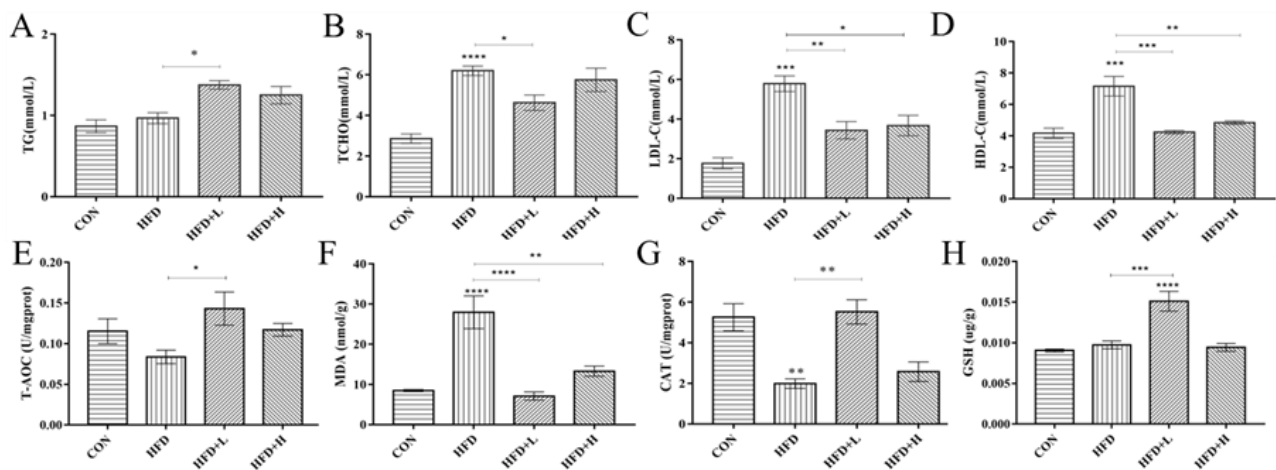 A
TG(mmol/L)
2
1
0
*
CON
HFD
HFD+L
HFD+H
B
TCHO(mmol/L)
8
6
4
2
0
*
****
CON
HFD
HFD+L
HFD+H
C
LDL-C(mmol/L)
8
6
4
2
0
*
**
***
CON
HFD
HFD+L
HFD+H
D
HDL-C(mmol/L)
10
8
6
4
2
0
**
***
***
CON
HFD
HFD+L
HFD+H
E
T-AOC (U/mgprot)
0.20
0.15
0.10
0.05
0.00
*
CON
HFD
HFD+L
HFD+H
F
MDA (nmol/g)
40
30
20
10
0
**
****
****
CON
HFD
HFD+L
HFD+H
G
CAT (U/mgprot)
8
6
4
2
0
**
**
CON
HFD
HFD+L
HFD+H
H
GSH (ug/g)
0.020
0.015
0.010
0.005
0.000
***
****
CON
HFD
HFD+L
HFD+H